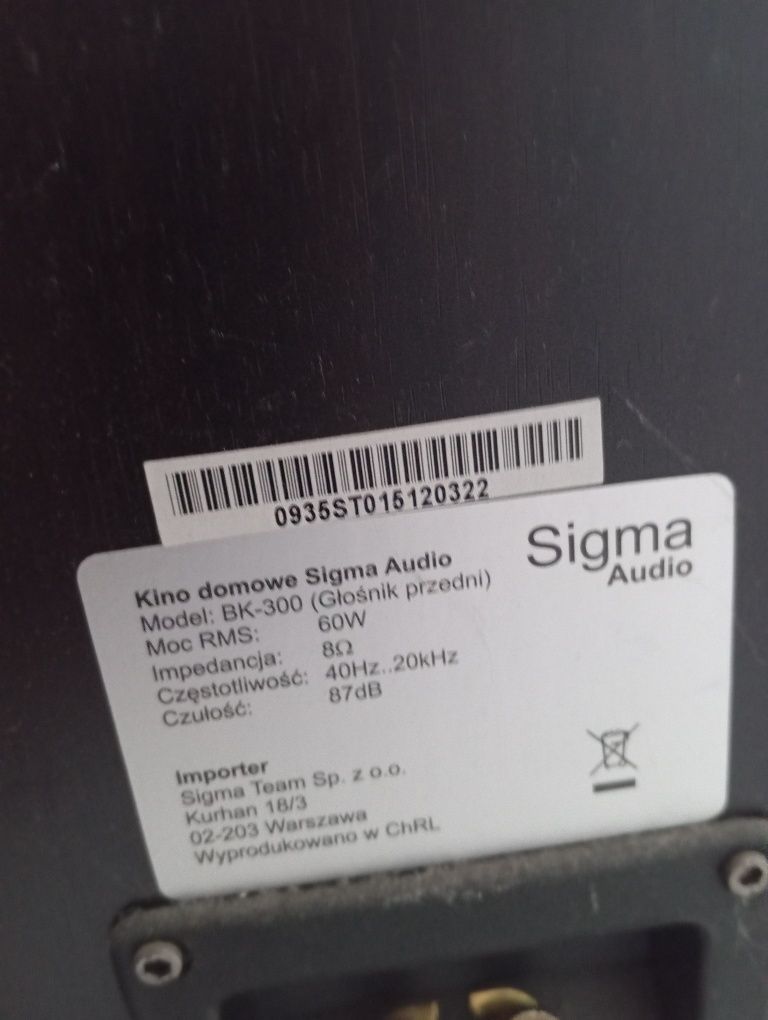 0935ST015120322
Sigma
Audio
Kino domowe Sigma Audio
Model: BK-300 (Głośnik przedni)
Moc RMS: 60W
Impedancja: 8Ω
Częstotliwość: 40Hz..20kHz
Czułość: 87dB
Importer
Sigma Team Sp. z o.o.
Kurhan 18/3
02-203 Warszawa
Wyprodukowano w ChRL